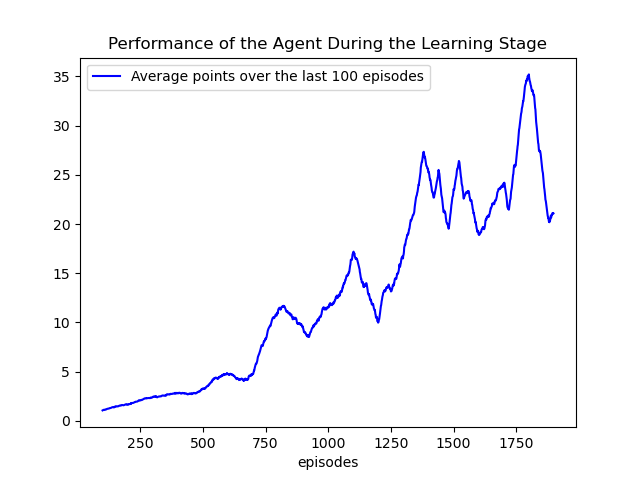 Performance of the Agent During the Learning Stage
Average points over the last 100 episodes
35
30
25
20
15
10
5
0
250 500 750 1000 1250 1500 1750
episodes